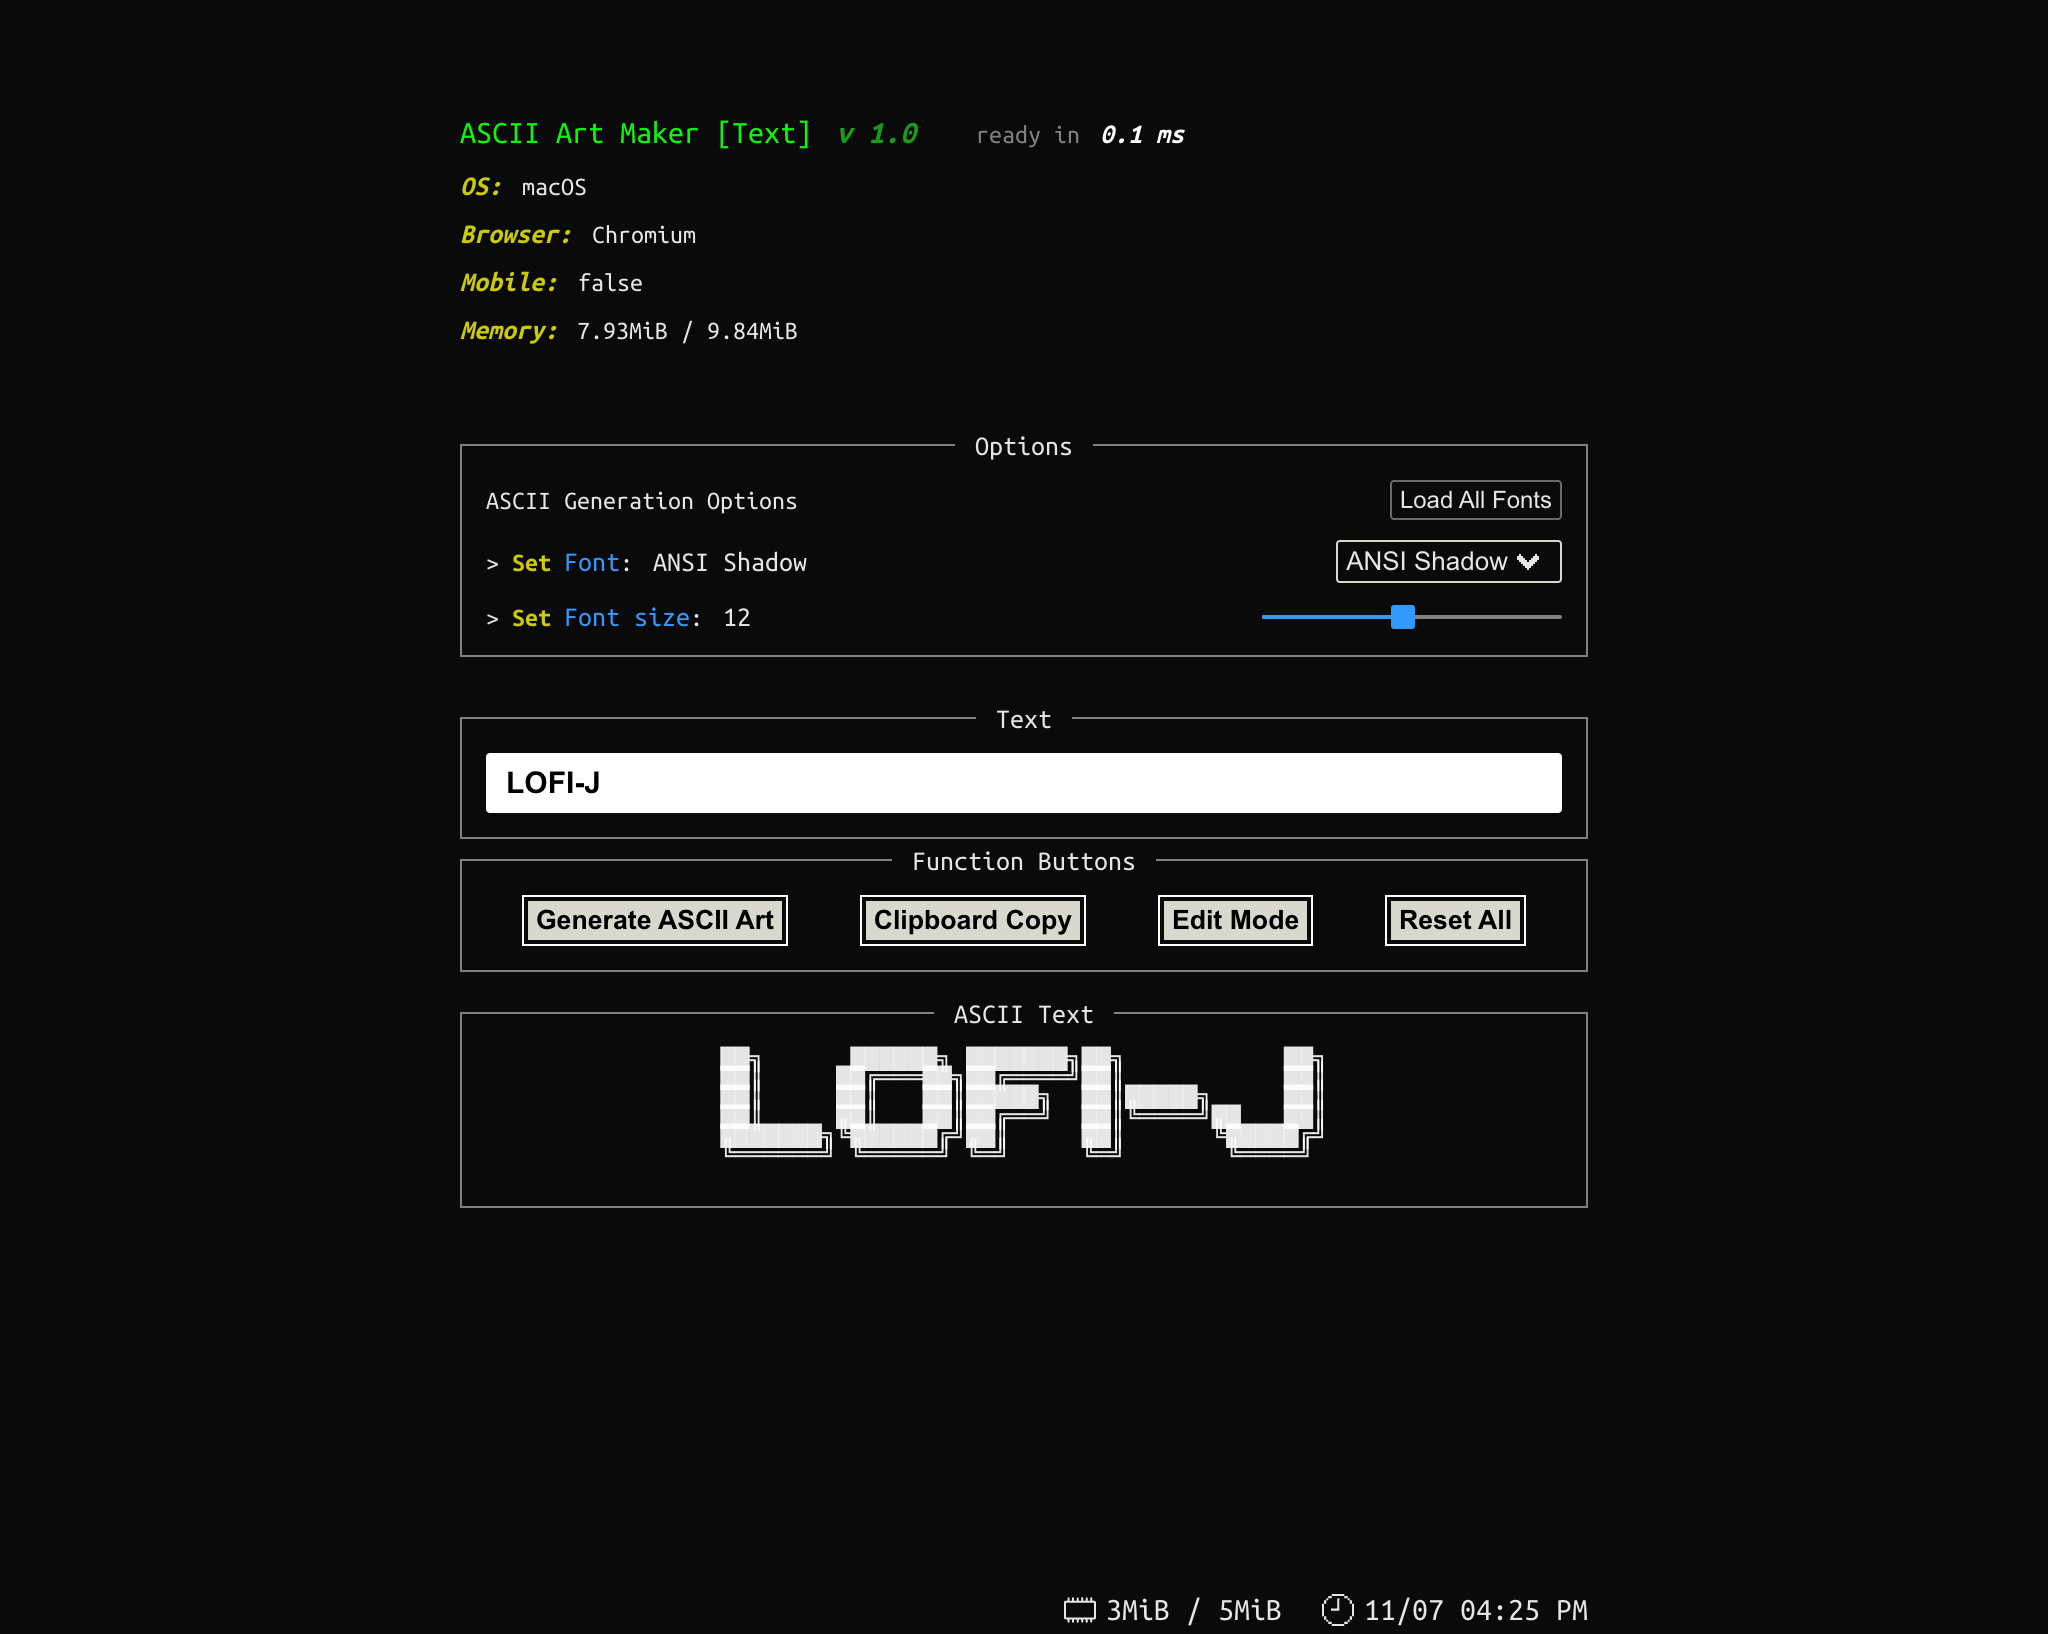 ASCII Art Maker [Text] v 1.0 ready in 0.1 ms
OS: macOS
Browser: Chromium
Mobile: false
Memory: 7.93MiB / 9.84MiB
Options
ASCII Generation Options Load All Fonts
> Set Font: ANSI Shadow ANSI Shadow
> Set Font size: 12
Text
LOFI-J
Function Buttons
Generate ASCII Art Clipboard Copy Edit Mode Reset All
ASCII Text
LOFI-J
3MiB / 5MiB 11/07 04:25 PM